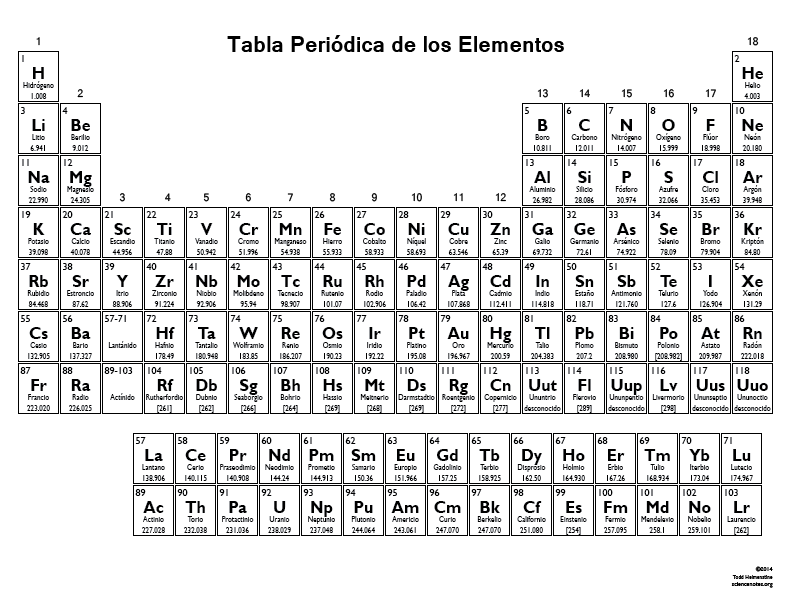 Tabla Periódica de los Elementos
1 18
1 2
H He
Hidrógeno Helio
1.008 4.003
2 13 14 15 16 17
3 4 5 6 7 8 9 10
Li Be B C N O F Ne
Litio Berilio Boro Carbono Nitrógeno Oxígeno Flúor Neón
6.941 9.012 10.811 12.011 14.007 15.999 18.998 20.180
11 12 13 14 15 16 17 18
Na Mg Al Si P S Cl Ar
Sodio Magnesio Aluminio Silicio Fósforo Azufre Cloro Argón
22.990 24.305 26.982 28.086 30.974 32.066 35.453 39.948
3 4 5 6 7 8 9 10 11 12
19 20 21 22 23 24 25 26 27 28 29 30 31 32 33 34 35 36
K Ca Sc Ti V Cr Mn Fe Co Ni Cu Zn Ga Ge As Se Br Kr
Potasio Calcio Escandio Titanio Vanadio Cromo Manganeso Hierro Cobalto Níquel Cobre Zinc Galio Germanio Arsénico Selenio Bromo Kriptón
39.098 40.078 44.956 47.88 50.942 51.996 54.938 55.933 58.933 58.693 63.546 65.39 69.732 72.61 74.922 78.09 79.904 84.80
37 38 39 40 41 42 43 44 45 46 47 48 49 50 51 52 53 54
Rb Sr Y Zr Nb Mo Tc Ru Rh Pd Ag Cd In Sn Sb Te I Xe
Rubidio Estroncio Itrio Zirconio Niobio Molibdeno Tecnecio Rutenio Rodio Paladio Plata Cadmio Indio Estaño Antimonio Telurio Yodo Xenón
84.468 87.62 88.906 91.224 92.906 95.94 98.907 101.07 102.906 106.42 107.868 112.411 114.818 118.71 121.760 127.6 126.904 131.29
55 56 57-71 72 73 74 75 76 77 78 79 80 81 82 83 84 85 86
Cs Ba Hf Ta W Re Os Ir Pt Au Hg Tl Pb Bi Po At Rn
Cesio Bario Lantánido Hafnio Tantalio Wolframio Renio Osmio Iridio Platino Oro Mercurio Talio Plomo Bismuto Polonio Astato Radón
132.905 137.327 178.49 180.948 183.85 186.207 190.23 192.22 195.08 196.967 200.59 204.383 207.2 208.980 [208.982] 209.987 222.018
87 88 89-103 104 105 106 107 108 109 110 111 112 113 114 115 116 117 118
Fr Ra Rf Db Sg Bh Hs Mt Ds Rg Cn Uut Fl Uup Lv Uus Uuo
Francio Radio Actínido Rutherfordio Dubnio Seaborgio Bohrio Hassio Meitnerio Darmstadtio Roentgenio Copernicio Ununtrio Flerovio Ununpentio Livermorio Ununseptio Ununoctio
223.020 226.025 [261] [262] [266] [264] [269] [268] [269] [272] [277] desconocido [289] desconocido [298] desconocido desconocido
57 58 59 60 61 62 63 64 65 66 67 68 69 70 71
La Ce Pr Nd Pm Sm Eu Gd Tb Dy Ho Er Tm Yb Lu
Lantano Cerio Praseodimio Neodimio Prometio Samario Europio Gadolinio Terbio Disprosio Holmio Erbio Tulio Iterbio Lutecio
138.906 140.115 140.908 144.24 144.913 150.36 151.966 157.25 158.925 162.50 164.930 167.26 168.934 173.04 174.967
89 90 91 92 93 94 95 96 97 98 99 100 101 102 103
Ac Th Pa U Np Pu Am Cm Bk Cf Es Fm Md No Lr
Actinio Torio Protactinio Uranio Neptunio Plutonio Americio Curio Berkelio Californio Einstenio Fermio Mendelevio Nobelio Laurencio
227.028 232.038 231.036 238.029 237.048 244.064 243.061 247.070 247.070 251.080 [254] 257.095 258.1 259.101 [262]
©2014
Todd Helmenstine
sciencenotes.org